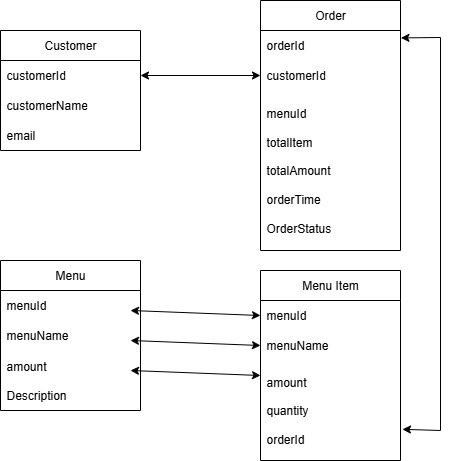 Customer
customerId
customerName
email
Order
orderId
customerId
menuId
totalItem
totalAmount
orderTime
OrderStatus
Menu
menuId
menuName
amount
Description
Menu Item
menuId
menuName
amount
quantity
orderId